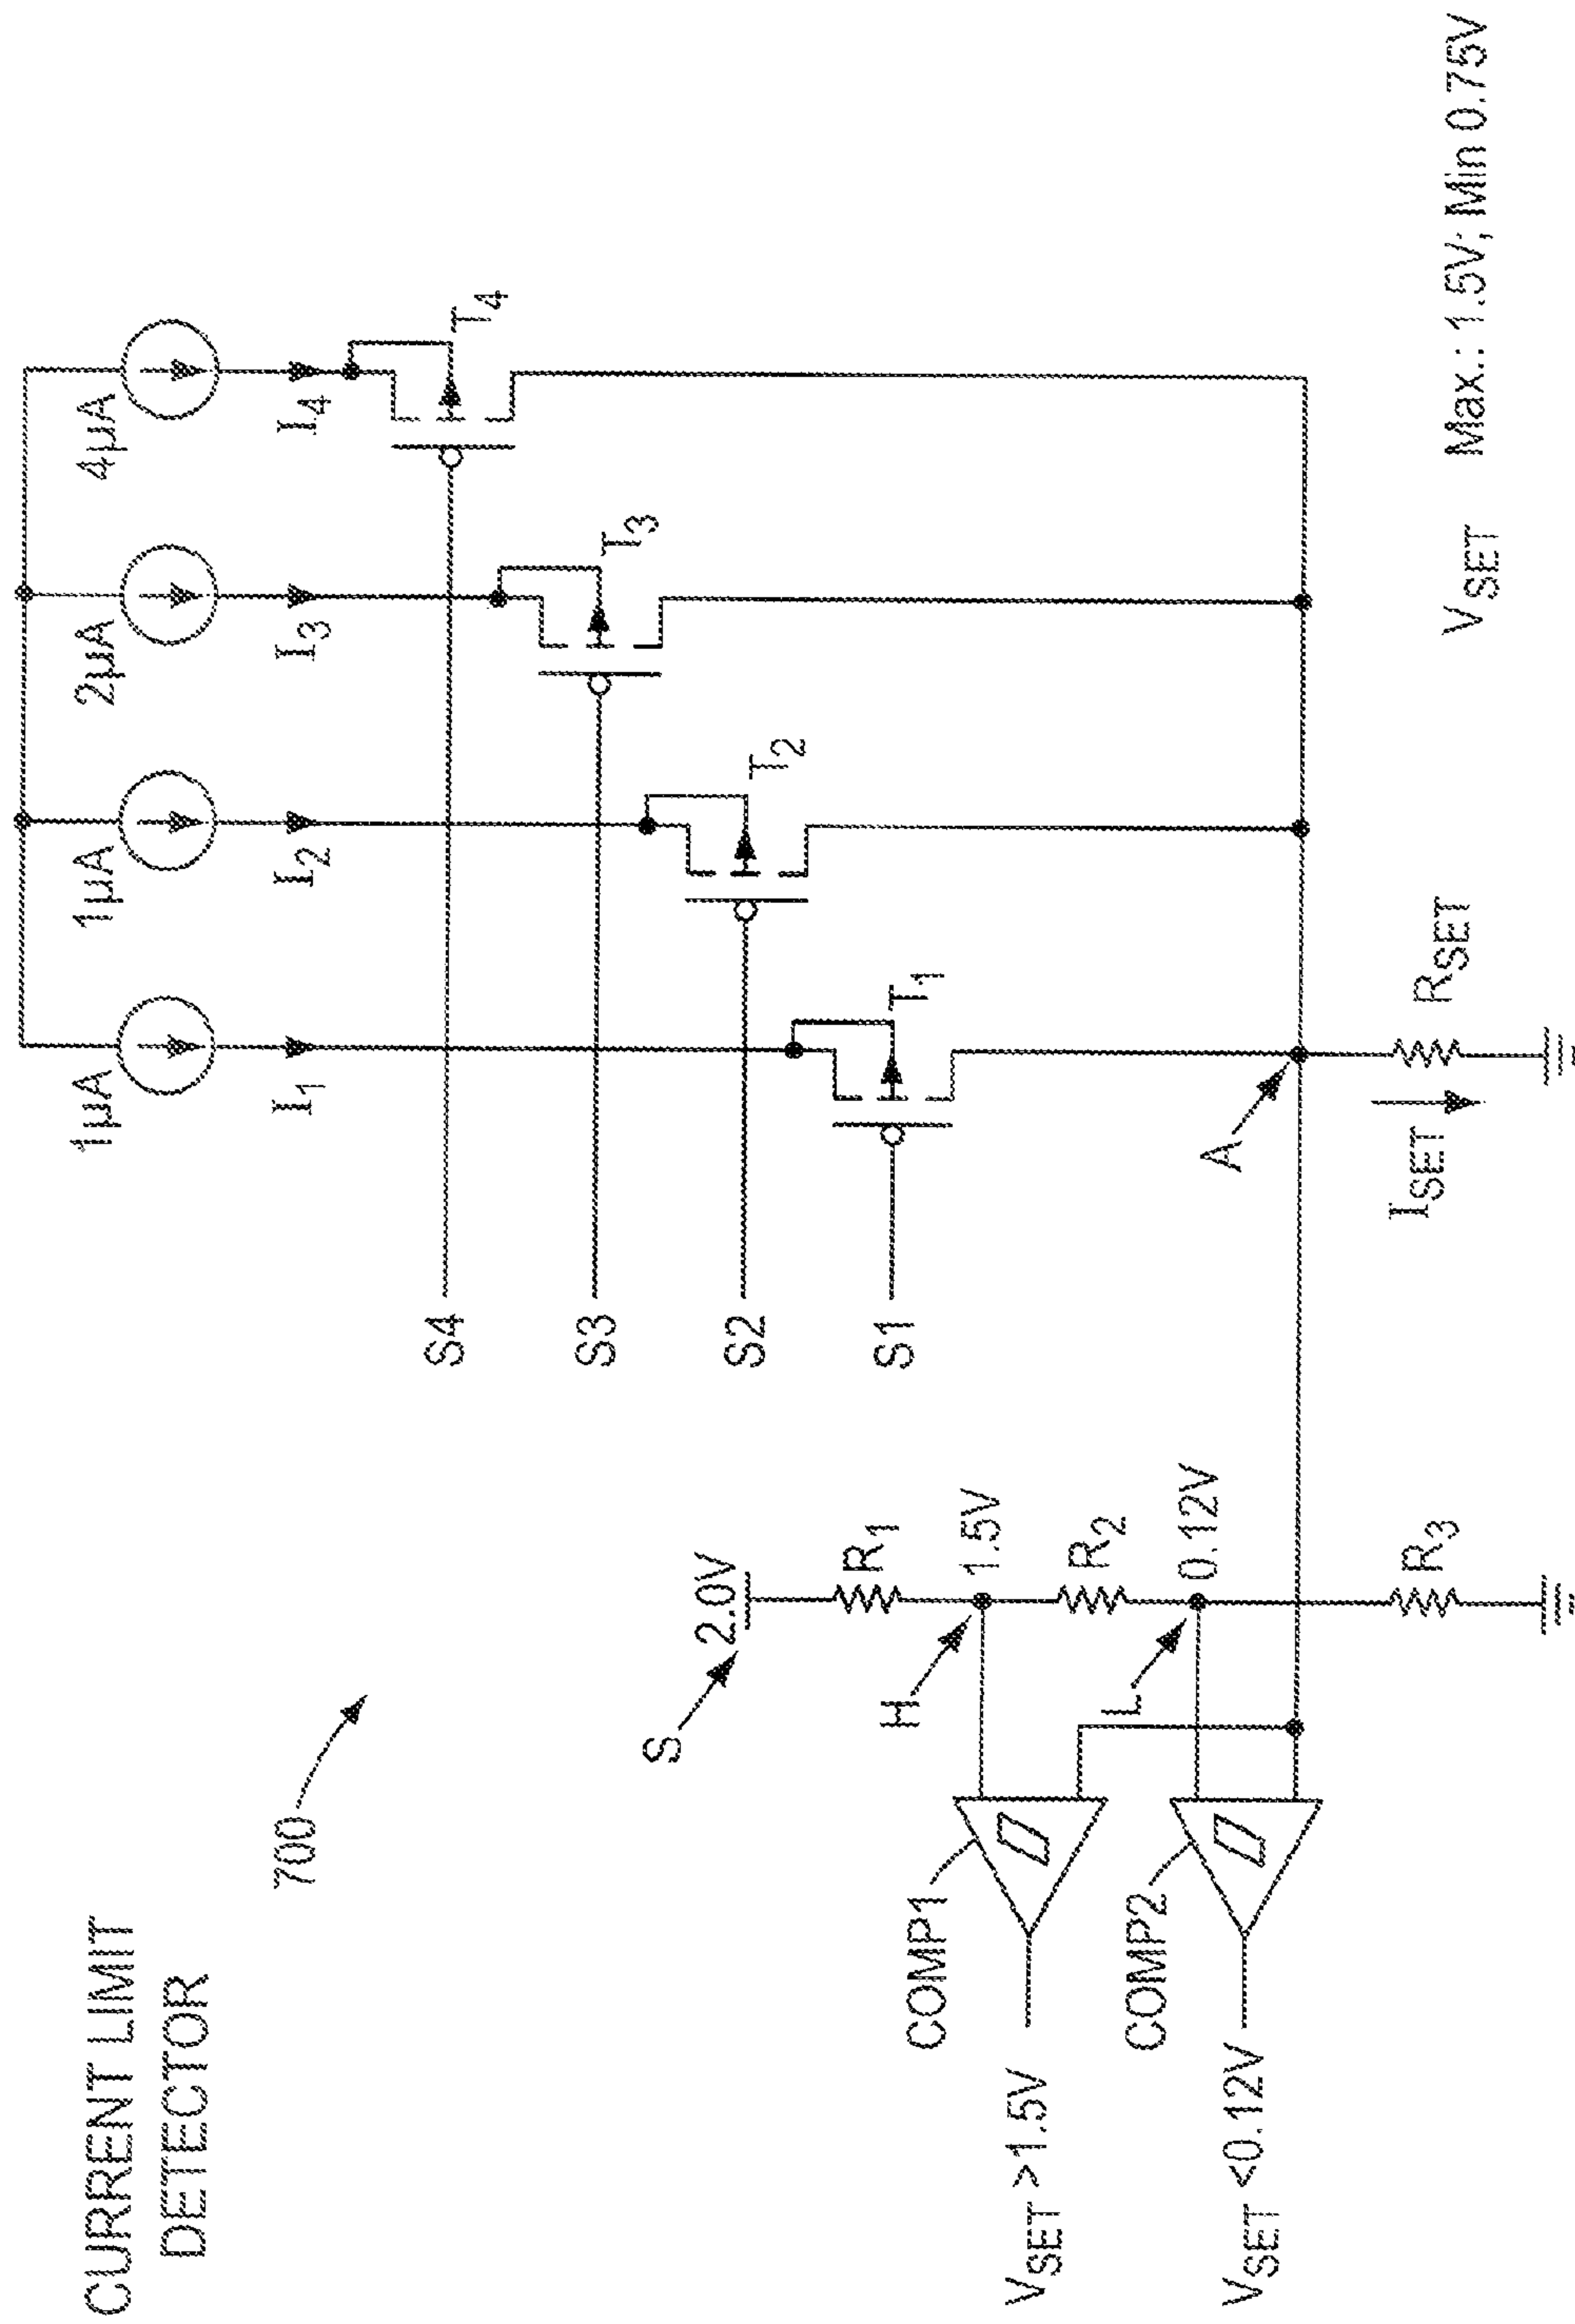 CURRENT LIMIT
DETECTOR
700
1µA
1µA
2µA
4µA
I1
I2
I3
I4
S4
T4
S3
T3
S2
T2
S1
T1
S
2.0V
R1
H
1.5V
COMP1
R2
VSET >1.5V
L
0.12V
COMP2
A
VSET <0.12V
R3
ISET
RSET
VSET Max.: 1.5V; Min 0.75V